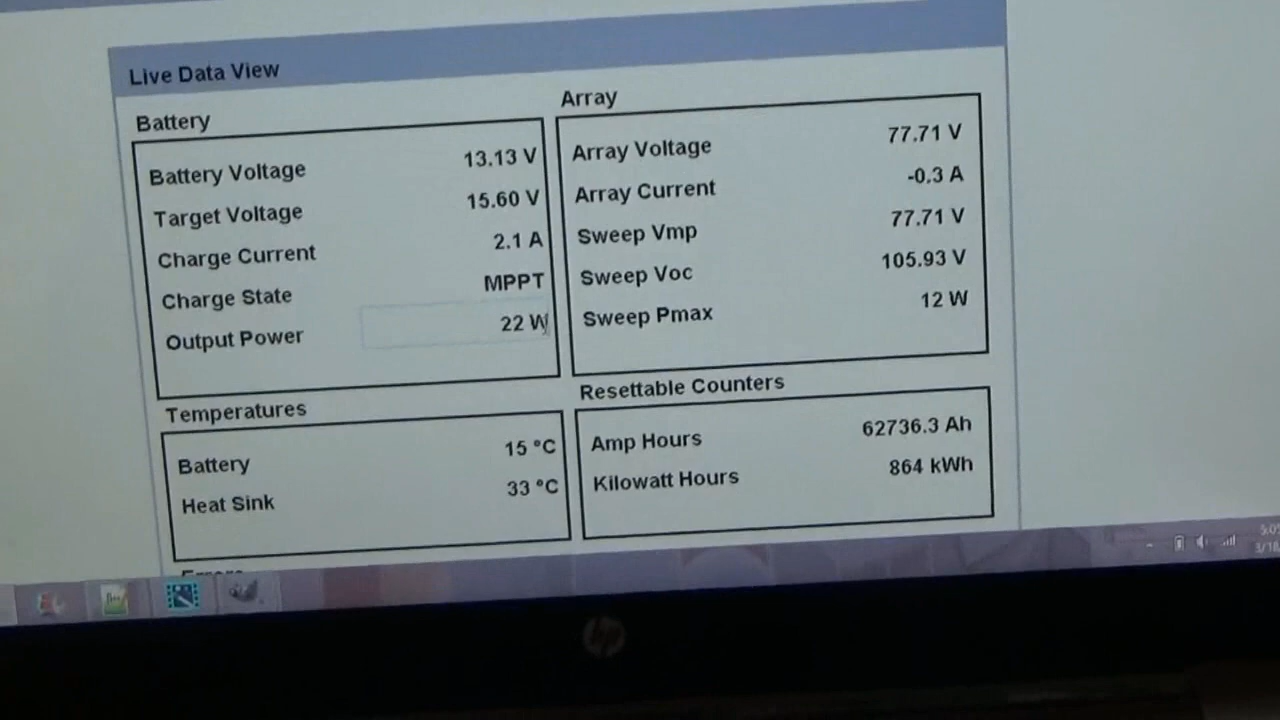 Live Data View
Battery
Battery Voltage 13.13 V
Target Voltage 15.60 V
Charge Current 2.1 A
Charge State MPPT
Output Power 22 W
Array
Array Voltage 77.71 V
Array Current -0.3 A
Sweep Vmp 77.71 V
Sweep Voc 105.93 V
Sweep Pmax 12 W
Temperatures
Battery 15 °C
Heat Sink 33 °C
Resettable Counters
Amp Hours 62736.3 Ah
Kilowatt Hours 864 kWh
hp